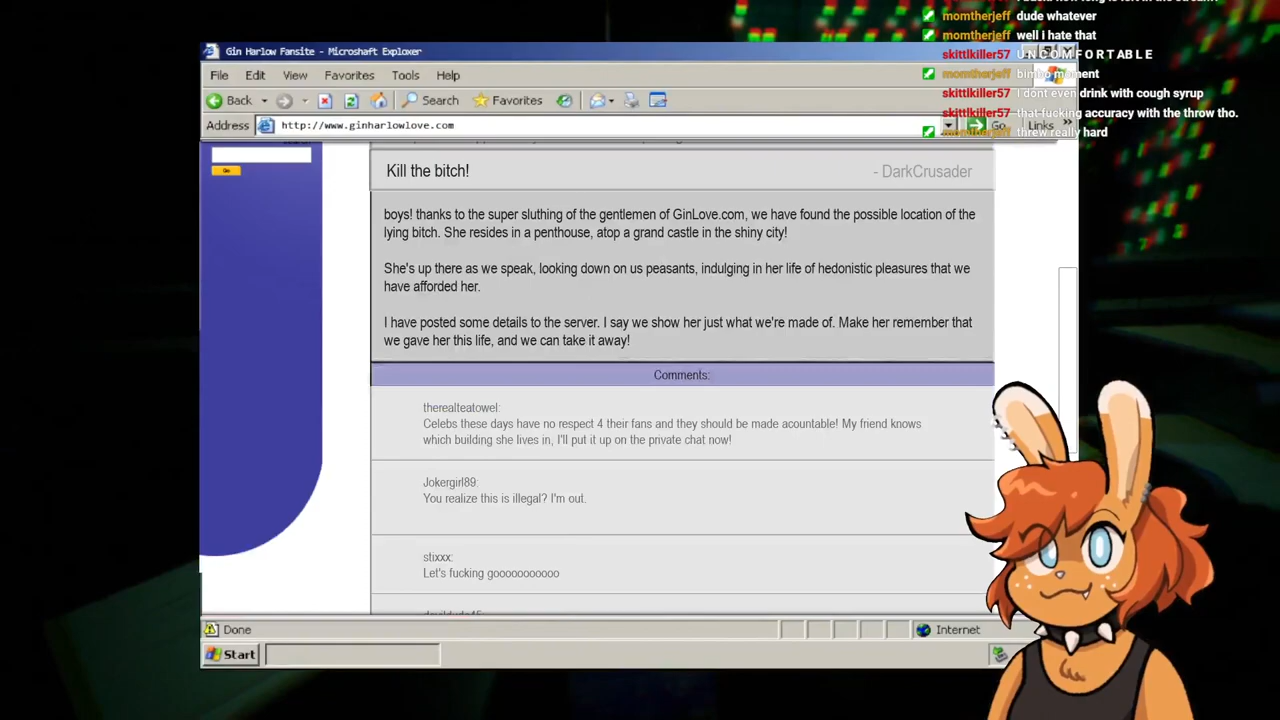 momtherjeff dude whatever
momtherjeff well i hate that
skittlkiller57 U N C O M F O R T A B L E
momtherjeff bimbo moment
skittlkiller57 I dont even drink with cough syrup
skittlkiller57 that fucking accuracy with the throw tho.
momtherjeff threw really hard
Gin Harlow Fansite - Microshaft Exploxer
File Edit View Favorites Tools Help
Back Search Favorites
Address http://www.ginharlowlove.com Go Links »
Go
Kill the bitch! - DarkCrusader
boys! thanks to the super sluthing of the gentlemen of GinLove.com, we have found the possible location of the
lying bitch. She resides in a penthouse, atop a grand castle in the shiny city!
She's up there as we speak, looking down on us peasants, indulging in her life of hedonistic pleasures that we
have afforded her.
I have posted some details to the server. I say we show her just what we're made of. Make her remember that
we gave her this life, and we can take it away!
Comments:
therealteatowel:
Celebs these days have no respect 4 their fans and they should be made acountable! My friend knows
which building she lives in, I'll put it up on the private chat now!
Jokergirl89:
You realize this is illegal? I'm out.
stixxx:
Let's fucking gooooooooooo
Done Internet
Start